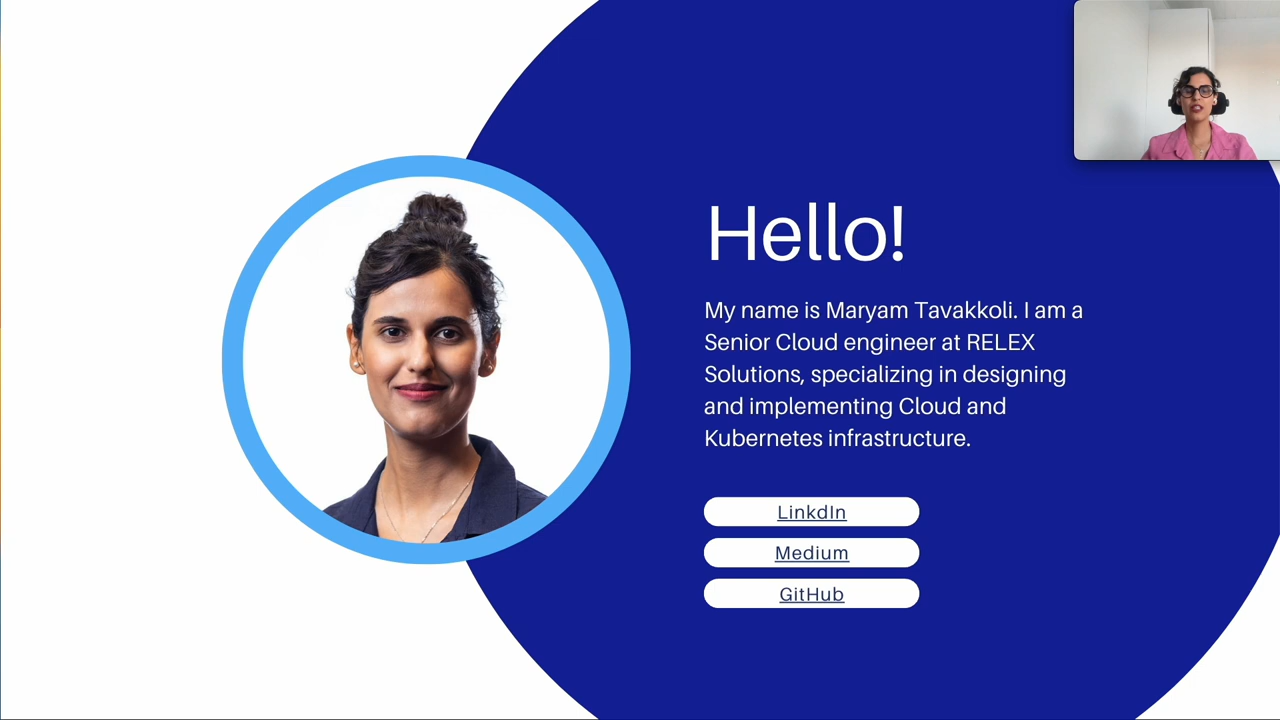 Hello!
My name is Maryam Tavakkoli. I am a
Senior Cloud engineer at RELEX
Solutions, specializing in designing
and implementing Cloud and
Kubernetes infrastructure.
LinkdIn
Medium
GitHub